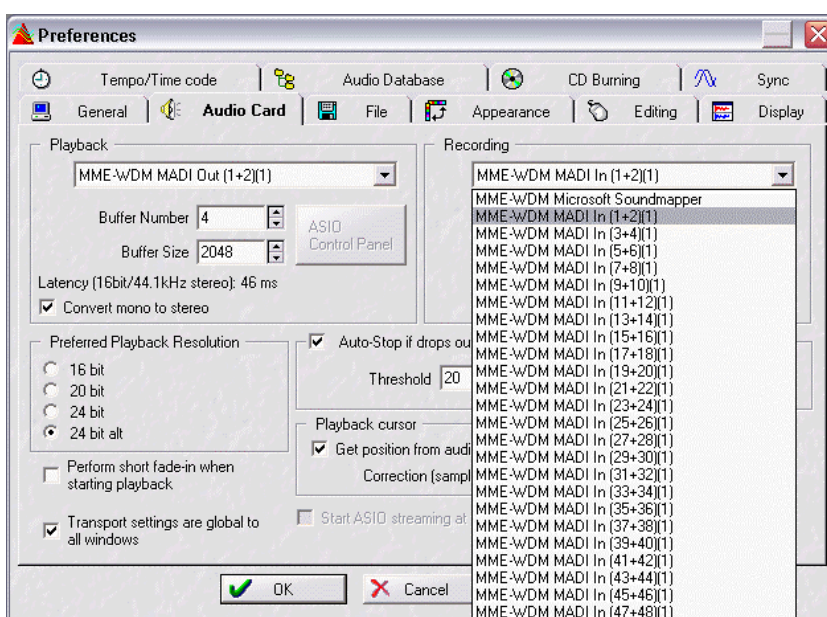 Preferences
Tempo/Time code
Audio Database
CD Burning
Sync
General
Audio Card
File
Appearance
Editing
Display
Playback
MME-WDM MADI Out (1+2)(1)
Buffer Number 4
Buffer Size 2048
ASIO
Control Panel
Latency (16bit/44.1kHz stereo): 46 ms
Convert mono to stereo
Recording
MME-WDM MADI In (1+2)(1)
MME-WDM Microsoft Soundmapper
MME-WDM MADI In (1+2)(1)
MME-WDM MADI In (3+4)(1)
MME-WDM MADI In (5+6)(1)
MME-WDM MADI In (7+8)(1)
MME-WDM MADI In (9+10)(1)
MME-WDM MADI In (11+12)(1)
MME-WDM MADI In (13+14)(1)
MME-WDM MADI In (15+16)(1)
MME-WDM MADI In (17+18)(1)
MME-WDM MADI In (19+20)(1)
MME-WDM MADI In (21+22)(1)
MME-WDM MADI In (23+24)(1)
MME-WDM MADI In (25+26)(1)
MME-WDM MADI In (27+28)(1)
MME-WDM MADI In (29+30)(1)
MME-WDM MADI In (31+32)(1)
MME-WDM MADI In (33+34)(1)
MME-WDM MADI In (35+36)(1)
MME-WDM MADI In (37+38)(1)
MME-WDM MADI In (39+40)(1)
MME-WDM MADI In (41+42)(1)
MME-WDM MADI In (43+44)(1)
MME-WDM MADI In (45+46)(1)
MME-WDM MADI In (47+48)(1)
Preferred Playback Resolution
16 bit
20 bit
24 bit
24 bit alt
Auto-Stop if drops ou
Threshold 20
Playback cursor
Get position from audi
Correction (sampl
Perform short fade-in when
starting playback
Transport settings are global to
all windows
Start ASIO streaming at
OK
Cancel